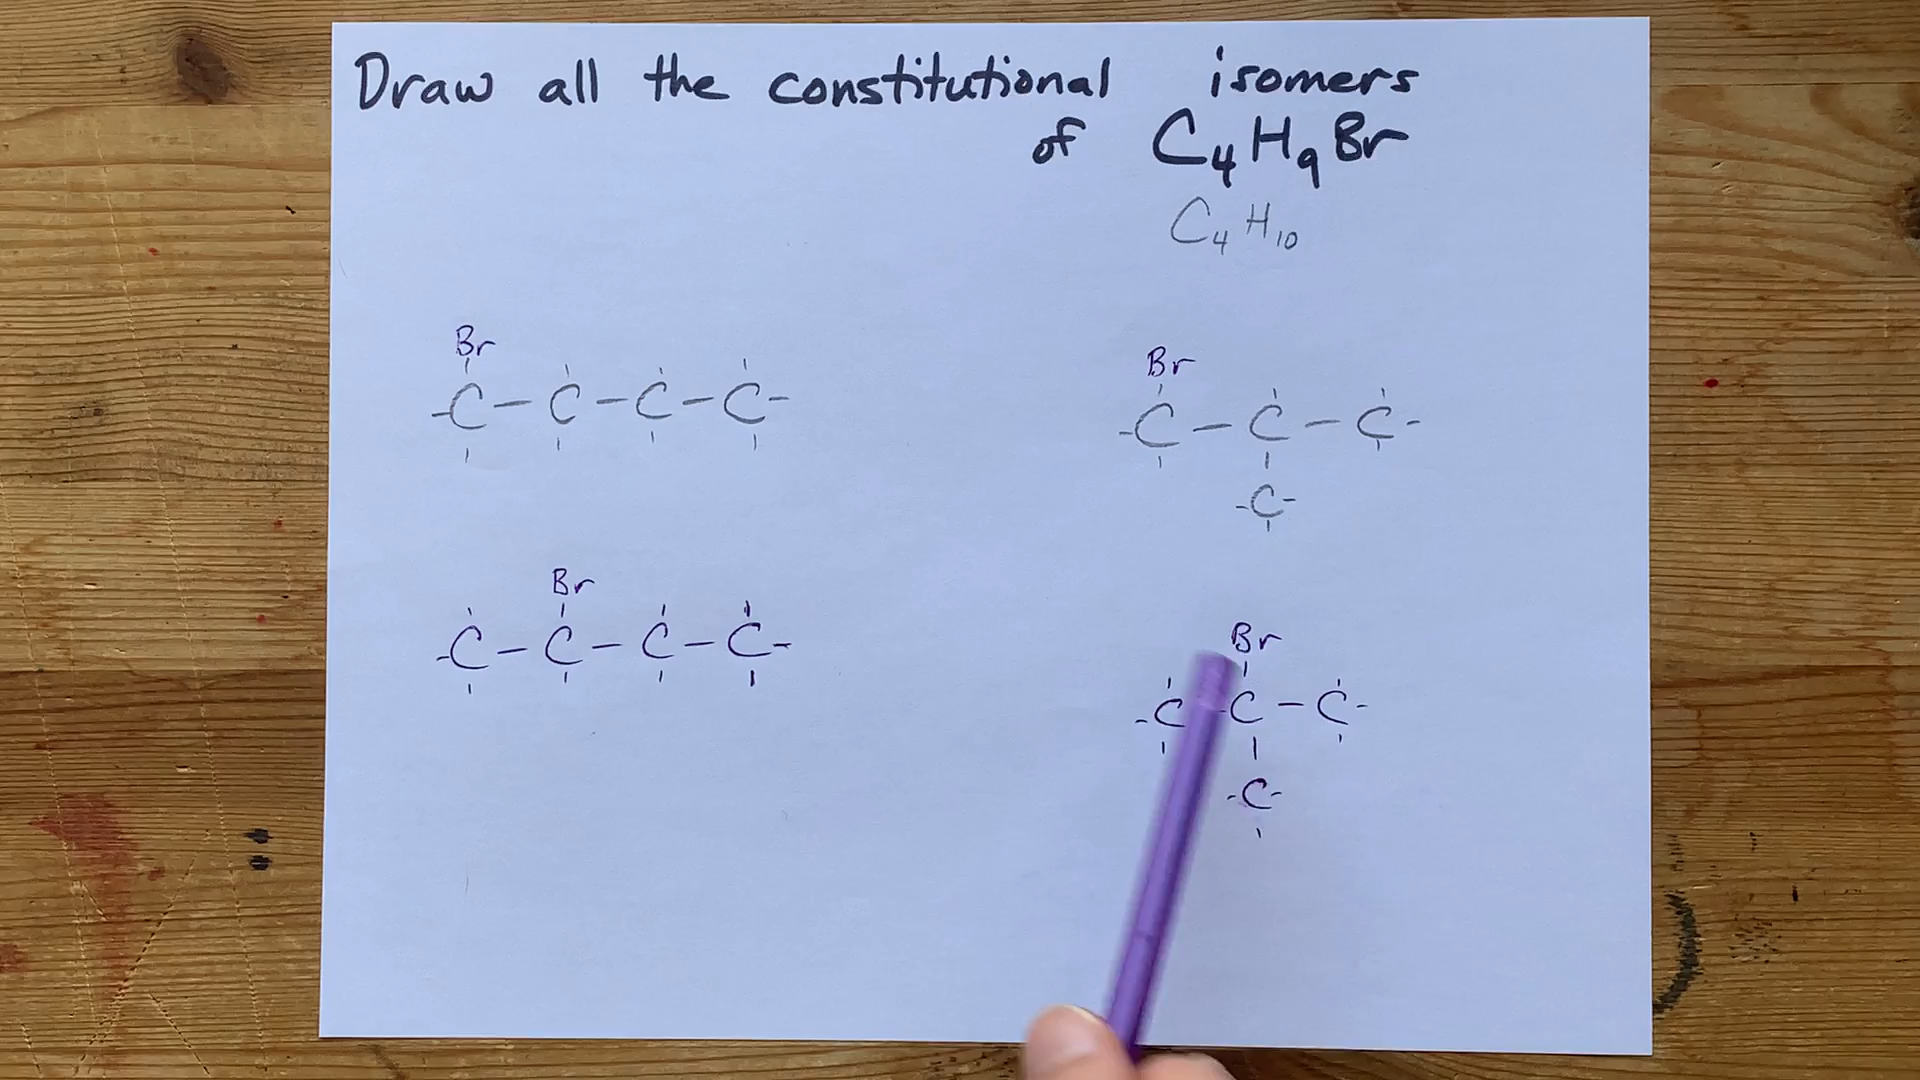 Draw all the constitutional isomers
of C₄H₉Br
C₄H₁₀
Br
-C-C-C-C-
Br
-C-C-C-
-C-
Br
-C-C-C-C-
Br
-C -C-C-
-C-